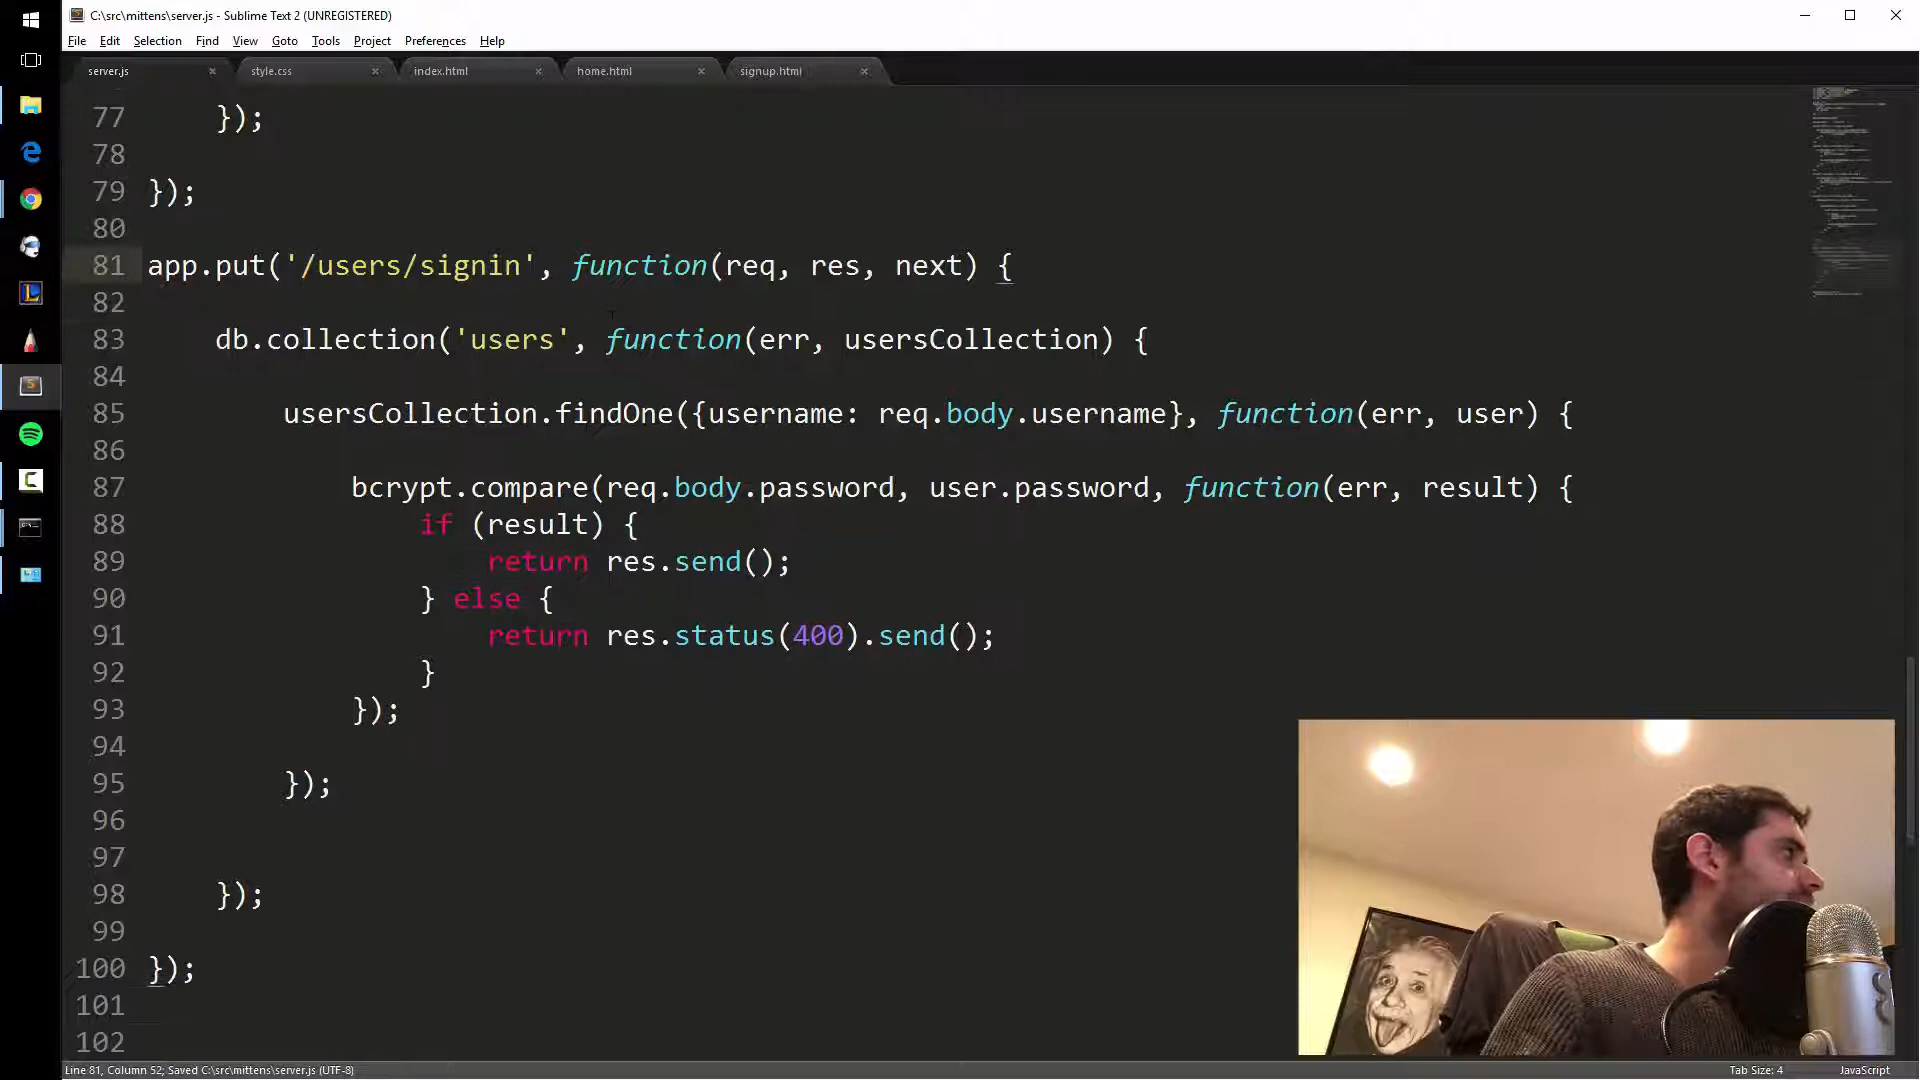 C:\src\mittens\server.js - Sublime Text 2 (UNREGISTERED)
File Edit Selection Find View Goto Tools Project Preferences Help
server.js style.css index.html home.html signup.html
77 });
78
79 });
80
81 app.put('/users/signin', function(req, res, next) {
82
83 db.collection('users', function(err, usersCollection) {
84
85 usersCollection.findOne({username: req.body.username}, function(err, user) {
86
87 bcrypt.compare(req.body.password, user.password, function(err, result) {
88 if (result) {
89 return res.send();
90 } else {
91 return res.status(400).send();
92 }
93 });
94
95 });
96
97
98 });
99
100 });
101
102
Line 81, Column 52; Saved C:\src\mittens\server.js (UTF-8) Tab Size: 4 JavaScript